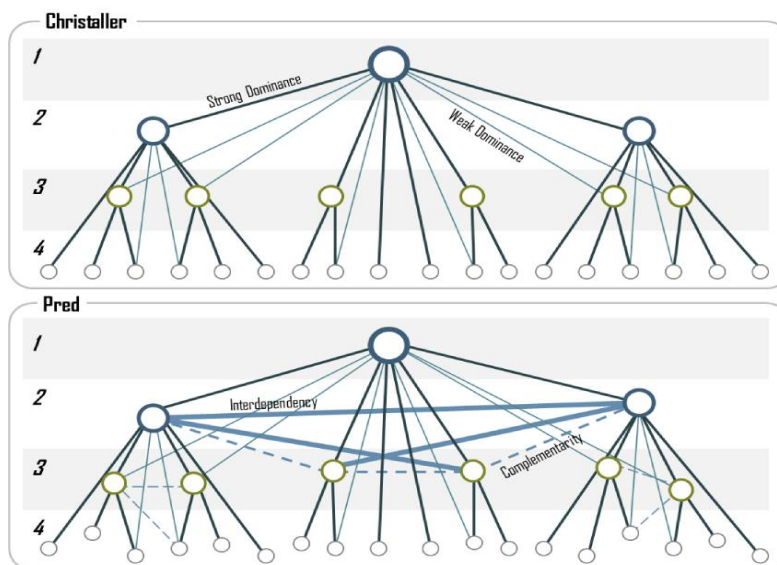 Christaller
1
Strong Dominance
2
Weak Dominance
3
4
Pred
1
2
Interdependency
3
Complementarity
4